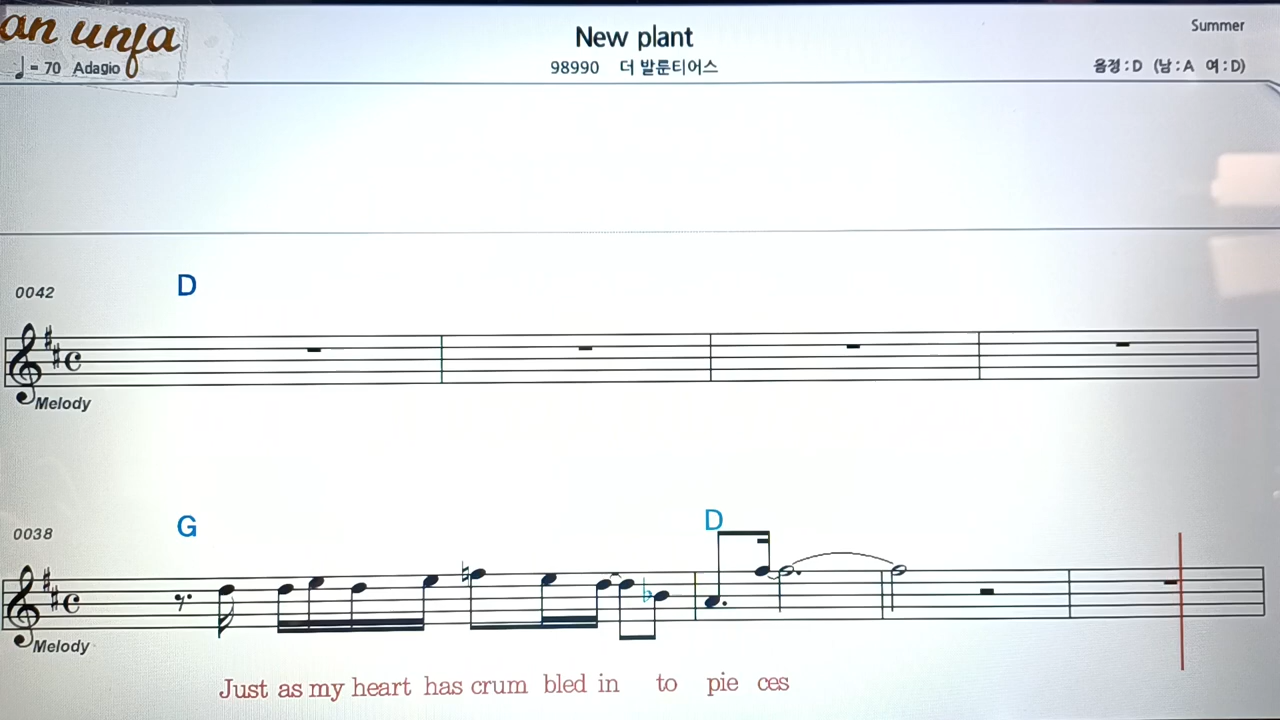 an unfa
New plant
Summer
♩= 70 Adagio
98990 더 발룬티어스
음정 : D (남 : A 여 : D)
0042
D
Melody
0038
G
D
Melody
Just as my heart has crum bled in to pie ces